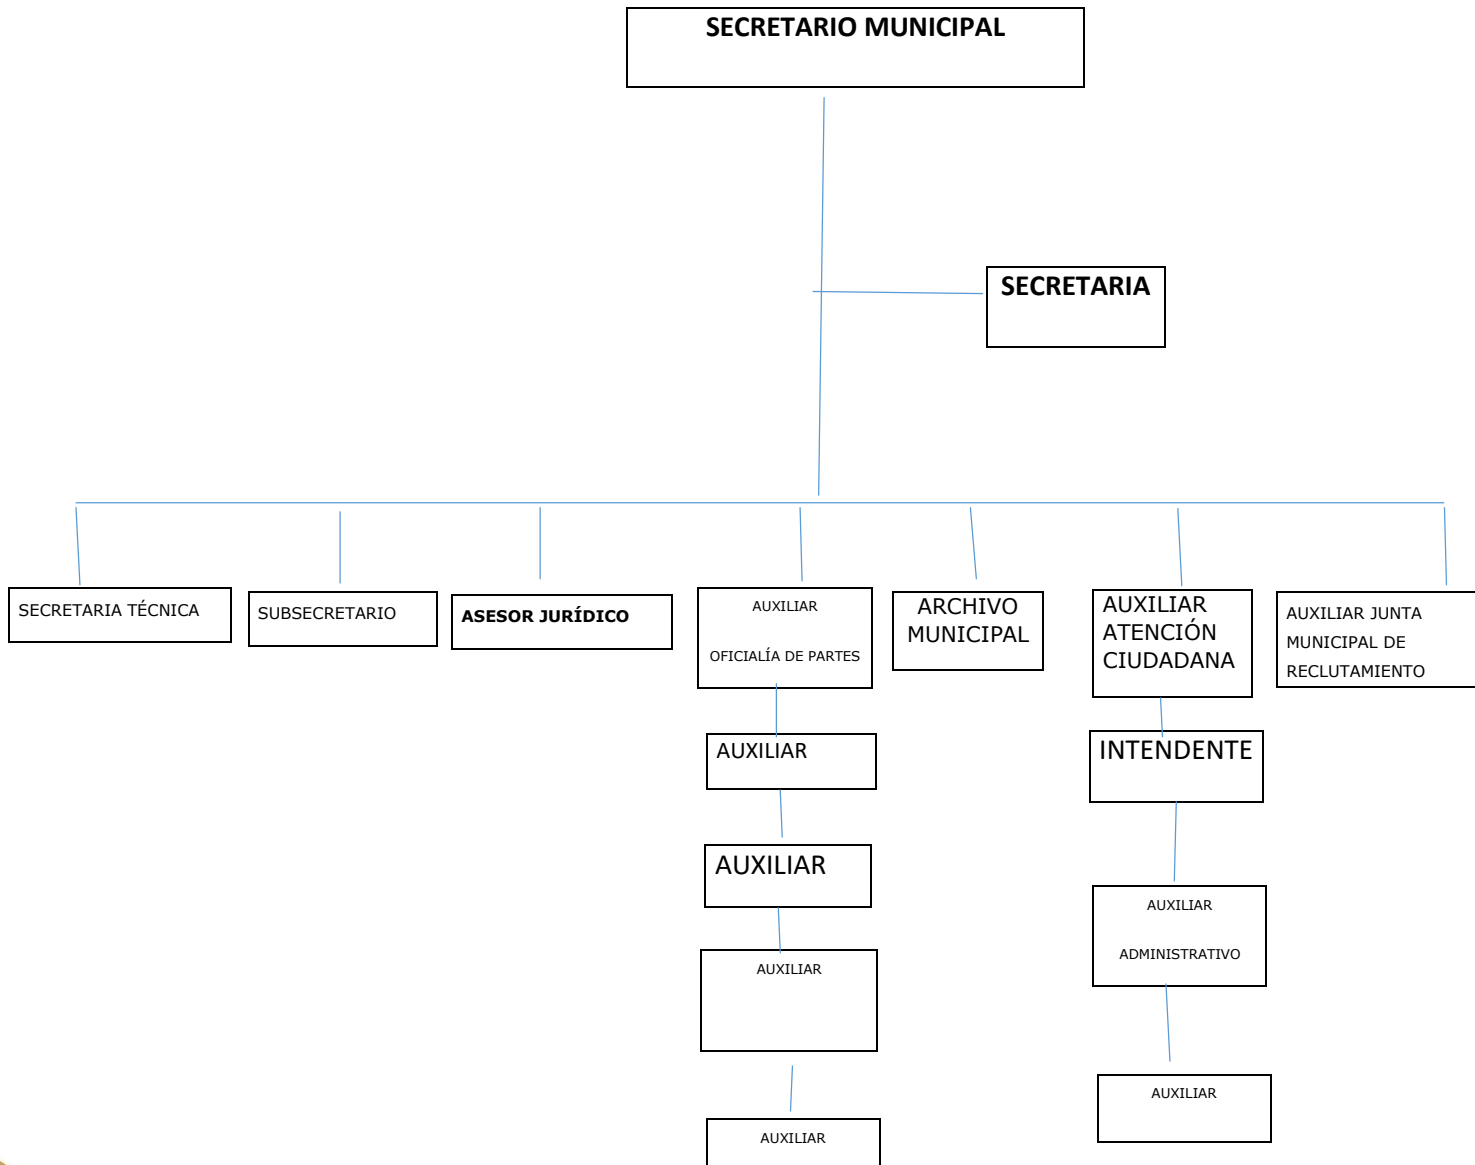 SECRETARIO MUNICIPAL
SECRETARIA
SECRETARIA TÉCNICA
SUBSECRETARIO
ASESOR JURÍDICO
AUXILIAR
OFICIALÍA DE PARTES
ARCHIVO
MUNICIPAL
AUXILIAR
ATENCIÓN
CIUDADANA
AUXILIAR JUNTA
MUNICIPAL DE
RECLUTAMIENTO
AUXILIAR
INTENDENTE
AUXILIAR
AUXILIAR
ADMINISTRATIVO
AUXILIAR
AUXILIAR
AUXILIAR